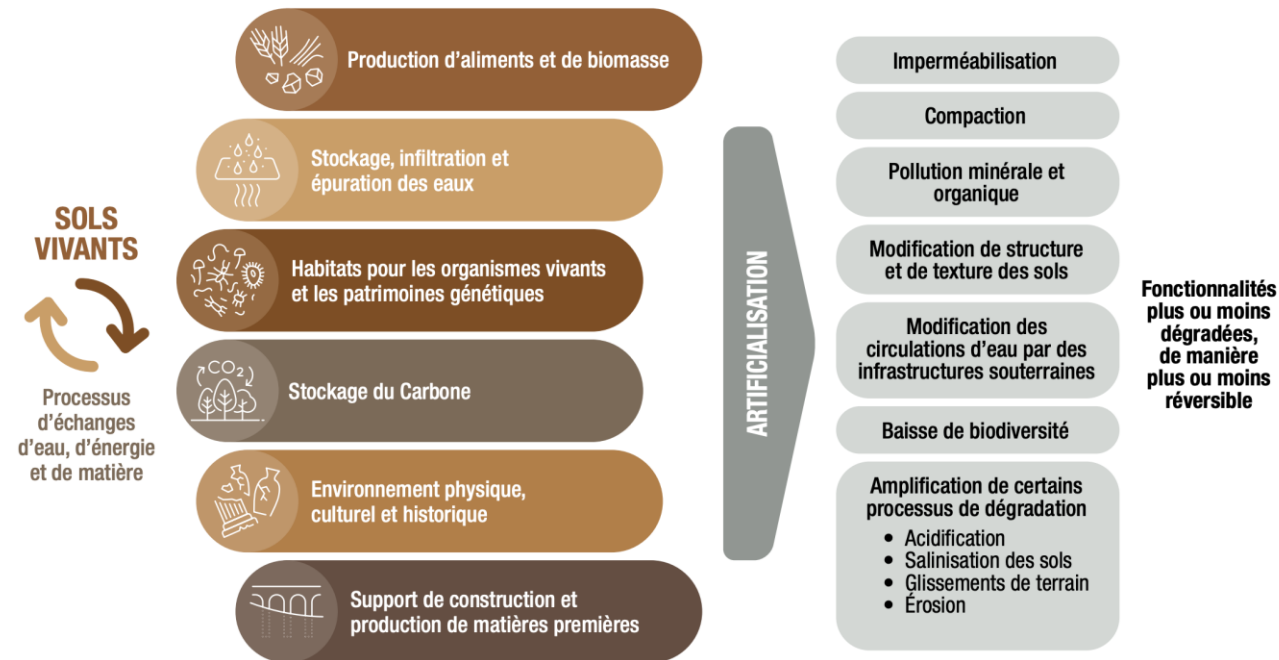 SOLS
VIVANTS
Processus
d'échanges
d'eau, d'énergie
et de matière
Production d'aliments et de biomasse
Stockage, infiltration et
épuration des eaux
Habitats pour les organismes vivants
et les patrimoines génétiques
CO2
Stockage du Carbone
Environnement physique,
culturel et historique
Support de construction et
production de matières premières
ARTIFICIALISATION
Imperméabilisation
Compaction
Pollution minérale et
organique
Modification de structure
et de texture des sols
Modification des
circulations d'eau par des
infrastructures souterraines
Baisse de biodiversité
Amplification de certains
processus de dégradation
• Acidification
• Salinisation des sols
• Glissements de terrain
• Érosion
Fonctionnalités
plus ou moins
dégradées,
de manière
plus ou moins
réversible